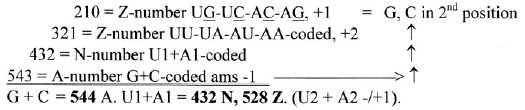 210 = Z-number UG-UC-AC-AG, +1 = G, C in 2nd position
321 = Z-number UU-UA-AU-AA-coded, +2 ↑
432 = N-number U1+A1-coded ↑
543 = A-number G+C-coded ams -1 ———> ↑
G + C = 544 A. U1+A1 = 432 N, 528 Z. (U2 + A2 -/+1).